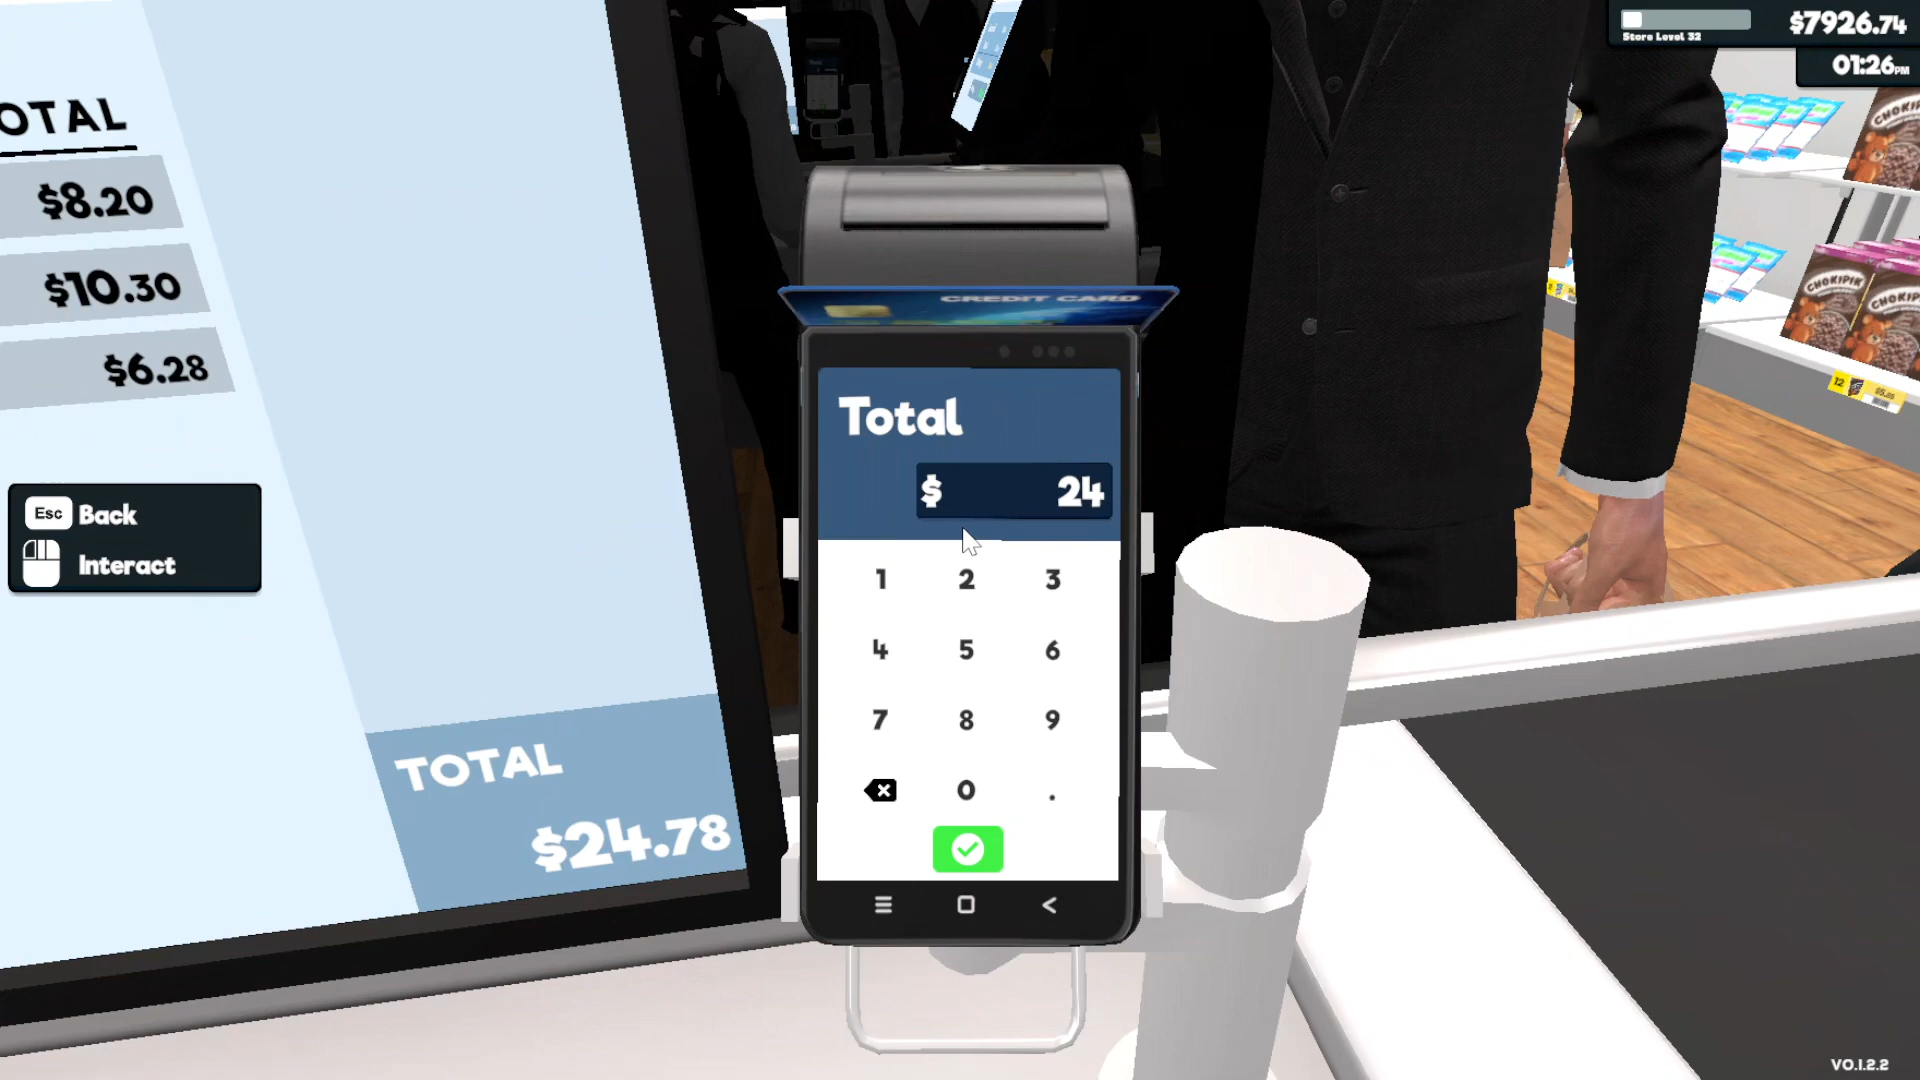 $7926.74
Store Level 32
01:26PM
OTAL
$8.20
$10.30
$6.28
CREDIT CARD
Total
$ 24
Esc Back
Interact
1 2 3
4 5 6
7 8 9
0 .
TOTAL
$24.78
CHOKIPIK
CHOKIP
12
V0.1.2.2